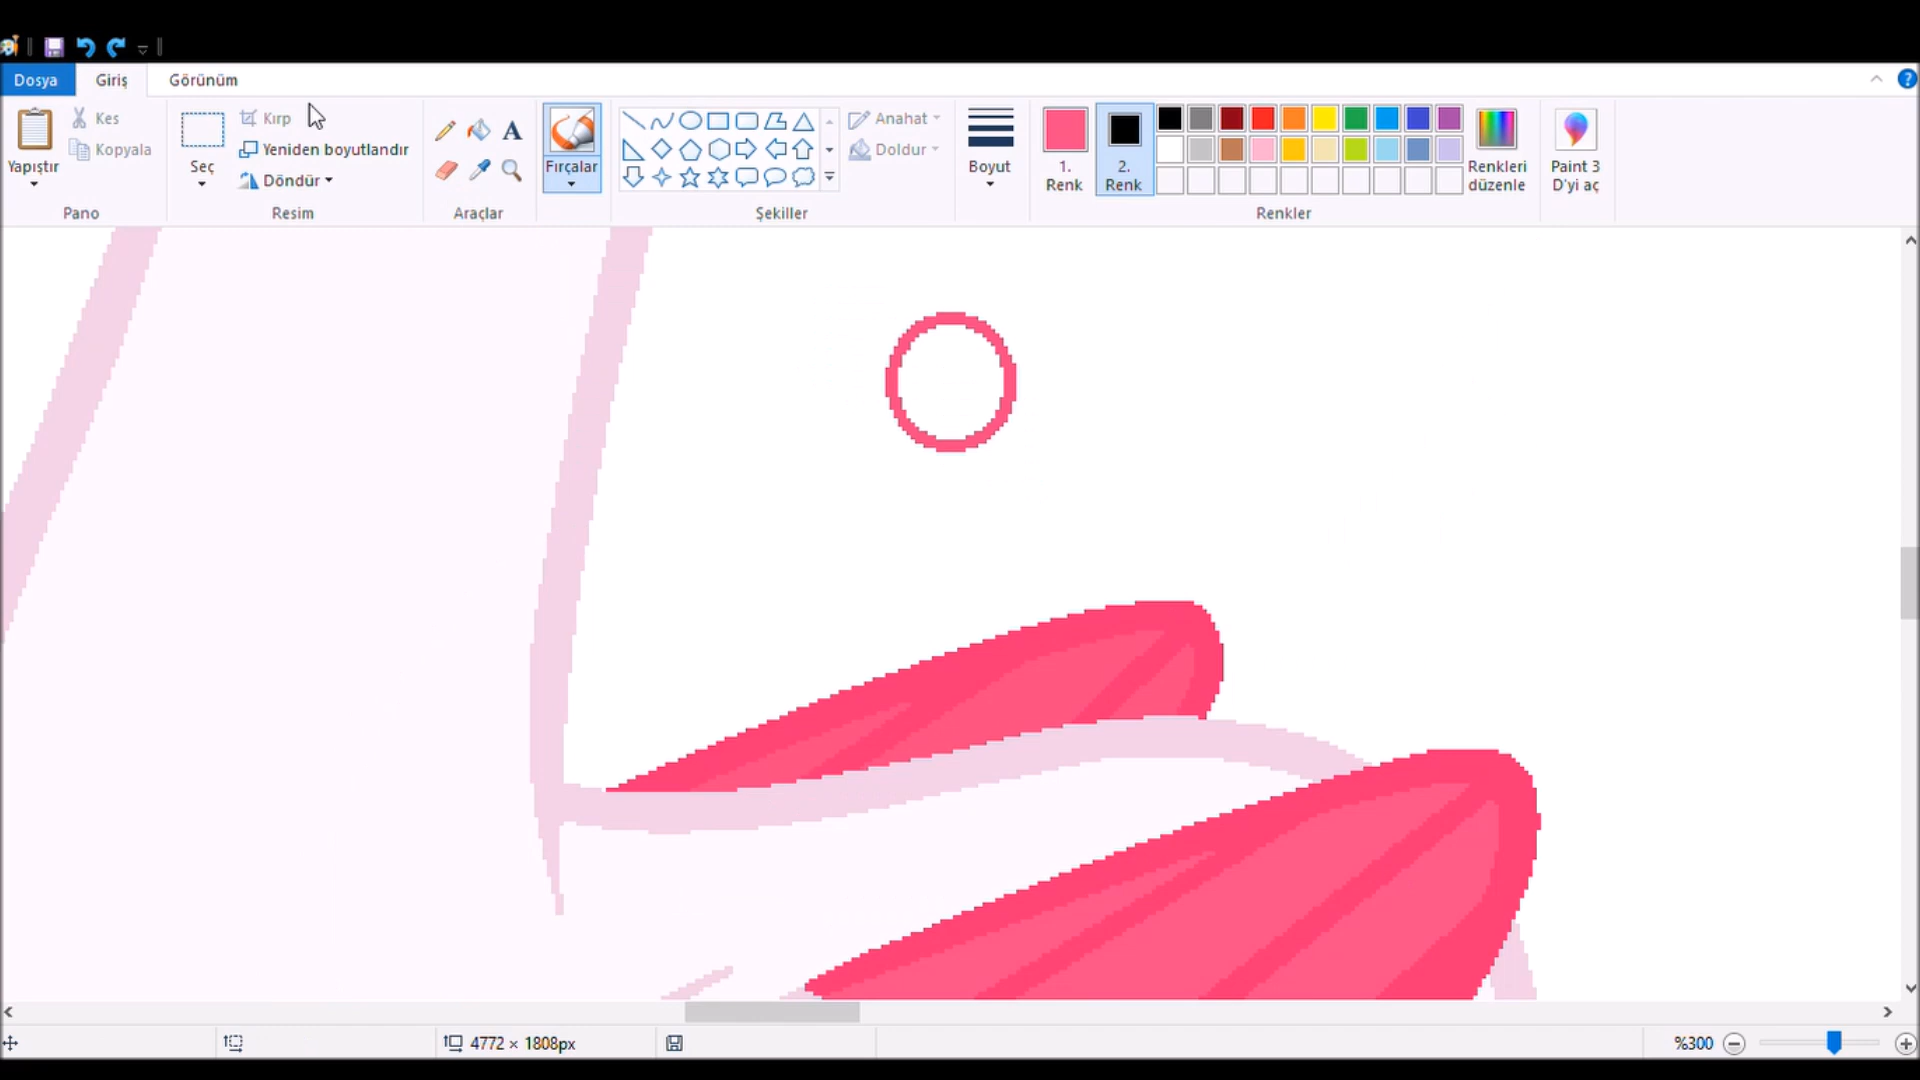 Dosya Giriş Görünüm
Yapıştır
Kes
Kopyala
Pano
Seç
Kırp
Yeniden boyutlandır
Döndür
Resim
A
Araçlar
Fırçalar
Anahat
Doldur
Şekiller
Boyut
1.
Renk
2.
Renk
Renkleri
düzenle
Renkler
Paint 3
D'yi aç
?
4772 × 1808px
%300